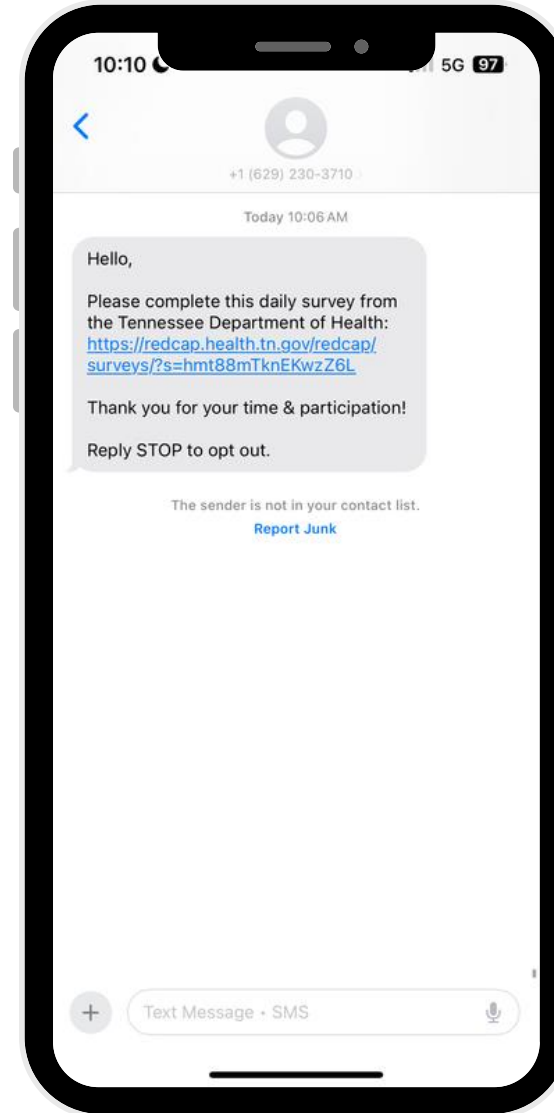 10:10
5G 97
+1 (629) 230-3710
Today 10:06 AM
Hello,
Please complete this daily survey from
the Tennessee Department of Health:
https://redcap.health.tn.gov/redcap/
surveys/?s=hmt88mTknEKwzZ6L
Thank you for your time & participation!
Reply STOP to opt out.
The sender is not in your contact list.
Report Junk
Text Message • SMS